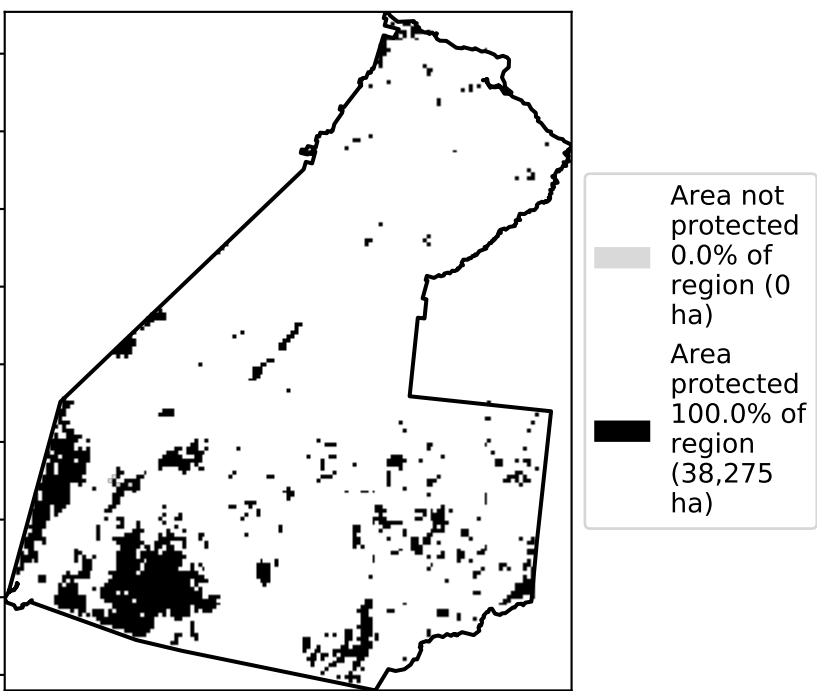 Area not
protected
0.0% of
region (0
ha)
Area
protected
100.0% of
region
(38,275
ha)